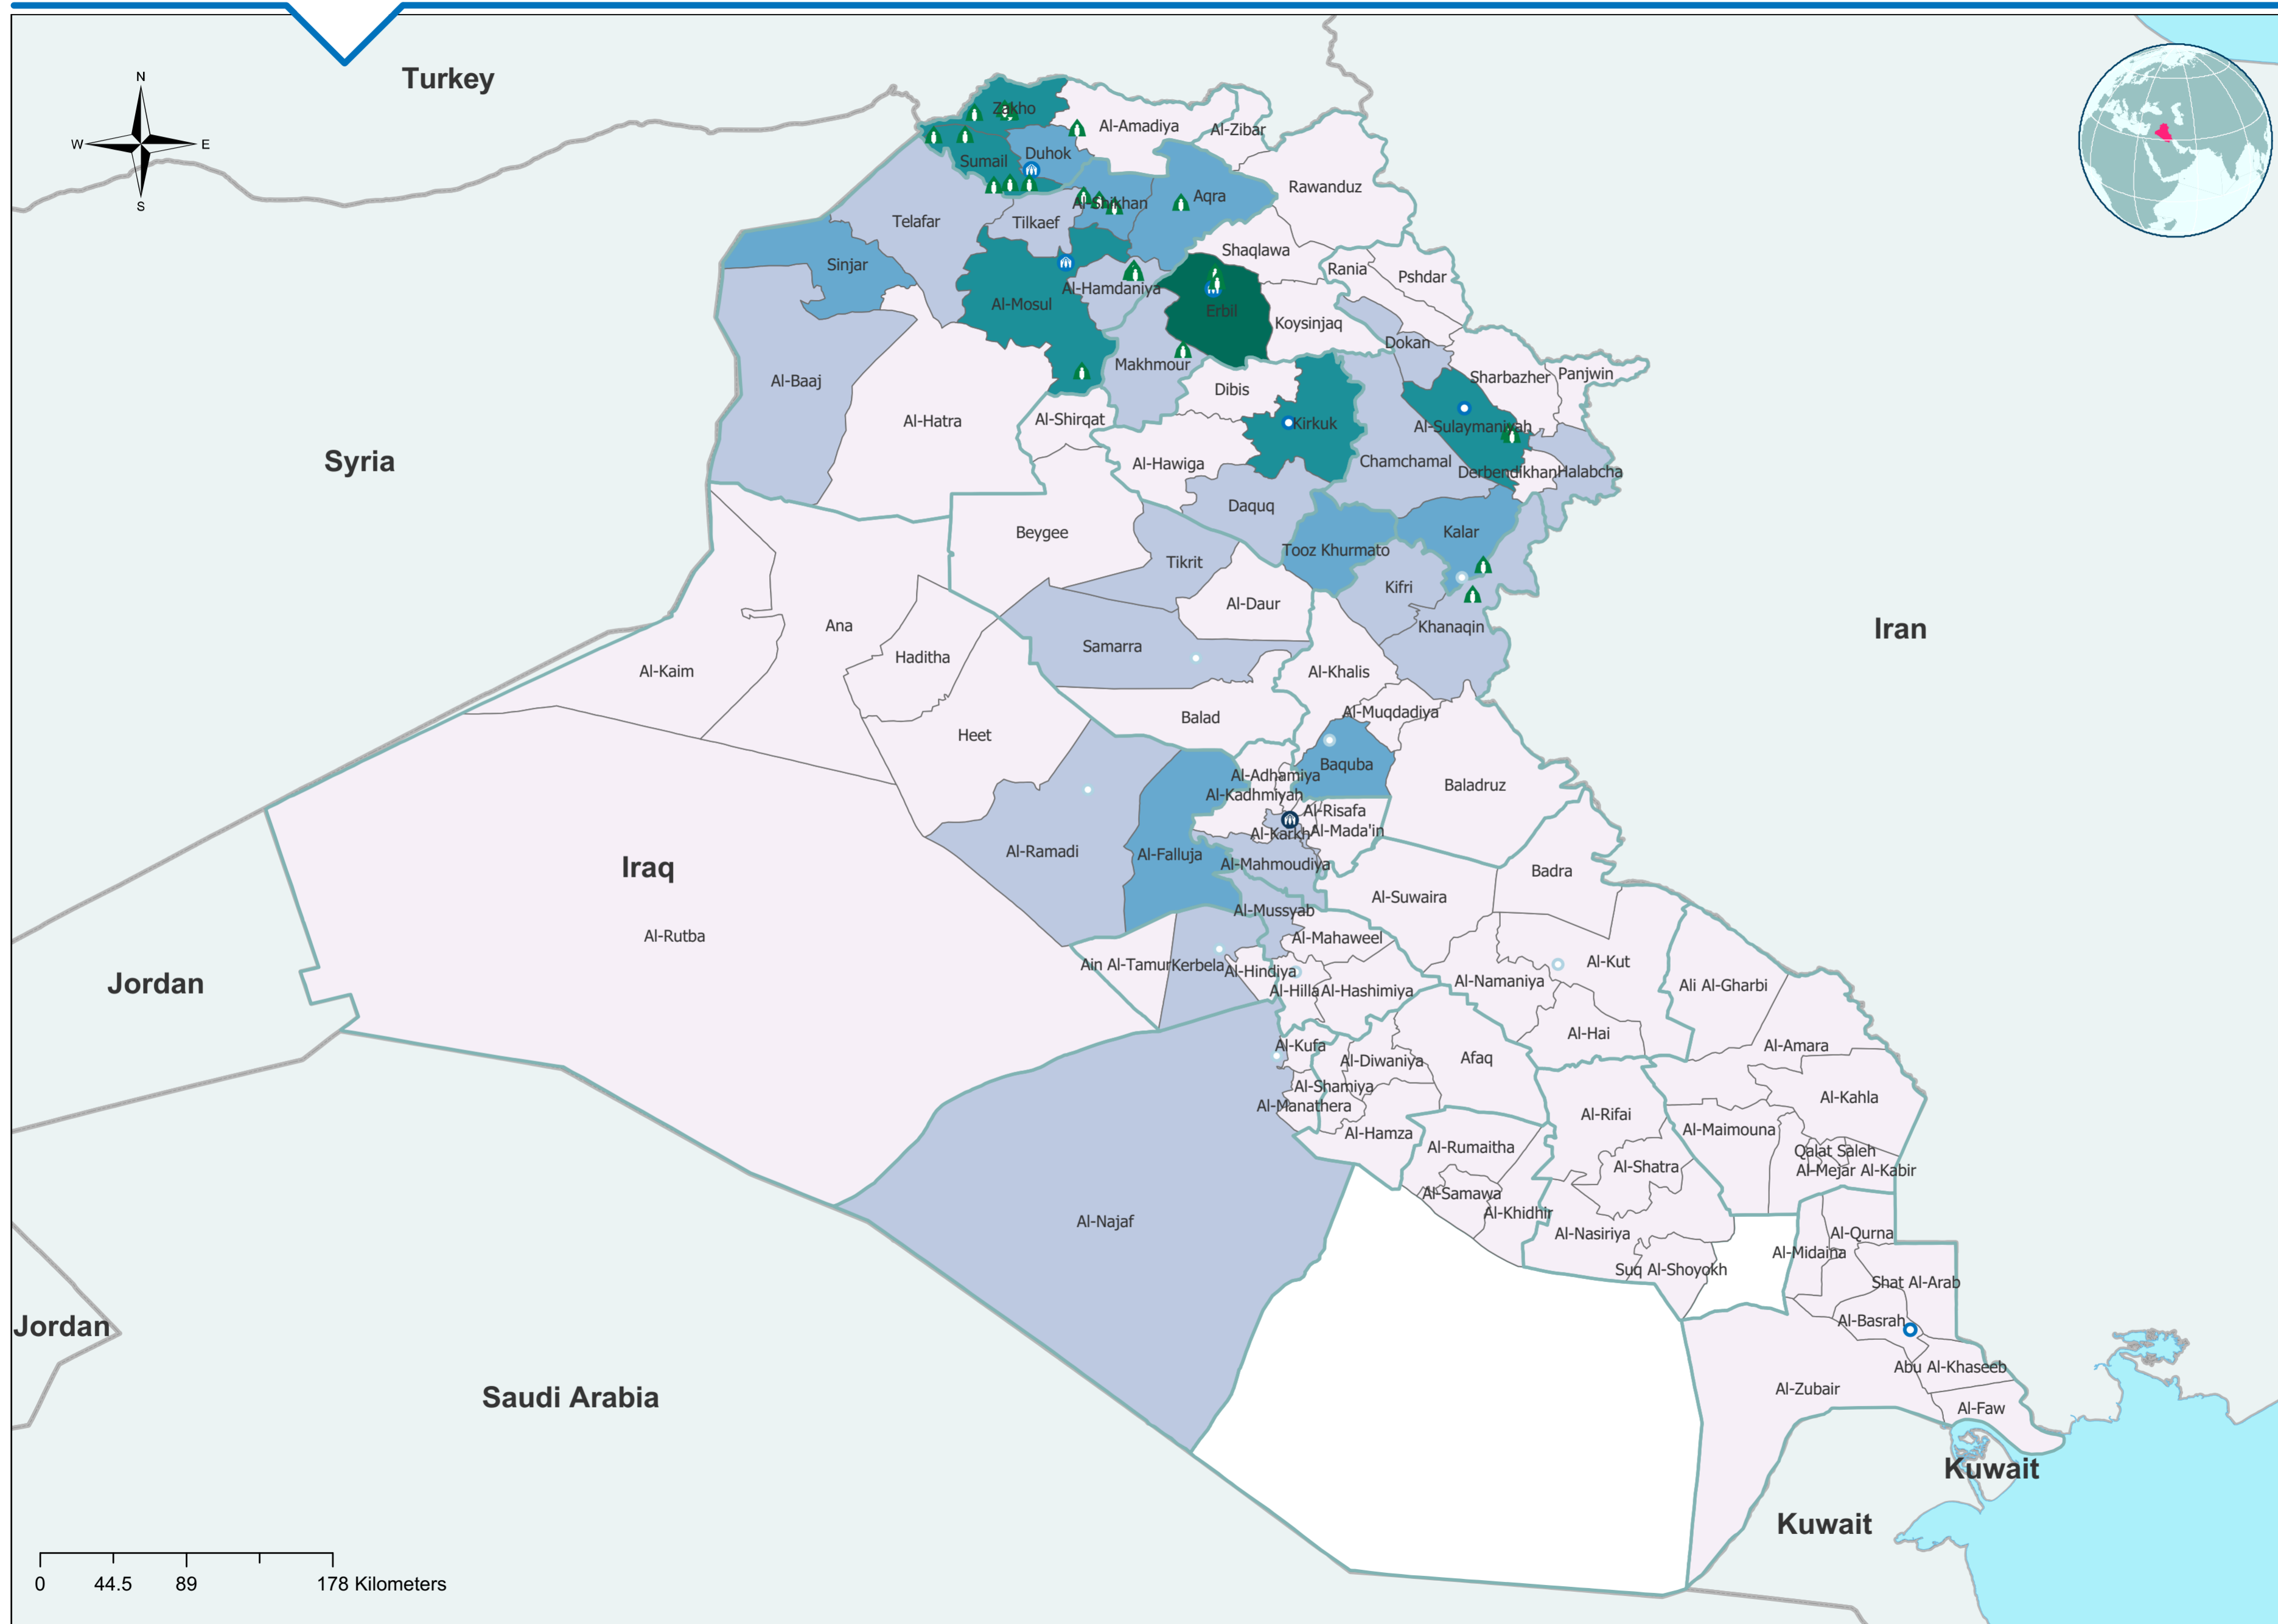 Turkey
N
W
E
S
Zakho
Al-Amadiya
Al-Zibar
Duhok
Sumail
Rawanduz
Aqra
Al-Shikhan
Telafar
Tilkaef
Shaqlawa
Sinjar
Rania
Pshdar
Al-Hamdaniya
Al-Mosul
Erbil
Koysinjaq
Dokan
Makhmour
Al-Baaj
Sharbazher
Panjwin
Dibis
Al-Hatra
Al-Shirqat
Kirkuk
Al-Sulaymaniyah
Syria
Al-Hawiga
Chamchamal
Derbendikhan
Halabcha
Daquq
Beygee
Kalar
Tooz Khurmato
Tikrit
Kifri
Al-Daur
Ana
Khanaqin
Iran
Samarra
Haditha
Al-Kaim
Al-Khalis
Al-Muqdadiya
Balad
Heet
Baquba
Al-Adhamiya
Baladruz
Al-Kadhmiyah
Al-Risafa
Al-Karkh
Al-Mada'in
Al-Ramadi
Al-Falluja
Al-Mahmoudiya
Iraq
Badra
Al-Suwaira
Al-Mussyab
Al-Rutba
Al-Mahaweel
Ain Al-Tamur
Kerbela
Al-Hindiya
Al-Kut
Jordan
Al-Namaniya
Ali Al-Gharbi
Al-Hilla
Al-Hashimiya
Al-Hai
Al-Kufa
Al-Amara
Al-Diwaniya
Afaq
Al-Shamiya
Al-Kahla
Al-Manathera
Al-Rifai
Al-Maimouna
Al-Hamza
Al-Rumaitha
Qalat Saleh
Al-Shatra
Al-Mejar Al-Kabir
Al-Samawa
Al-Khidhir
Al-Najaf
Al-Nasiriya
Al-Qurna
Al-Midaina
Suq Al-Shoyokh
Shat Al-Arab
Jordan
Al-Basrah
Abu Al-Khaseeb
Al-Zubair
Saudi Arabia
Al-Faw
Kuwait
Kuwait
0 44.5 89 178 Kilometers